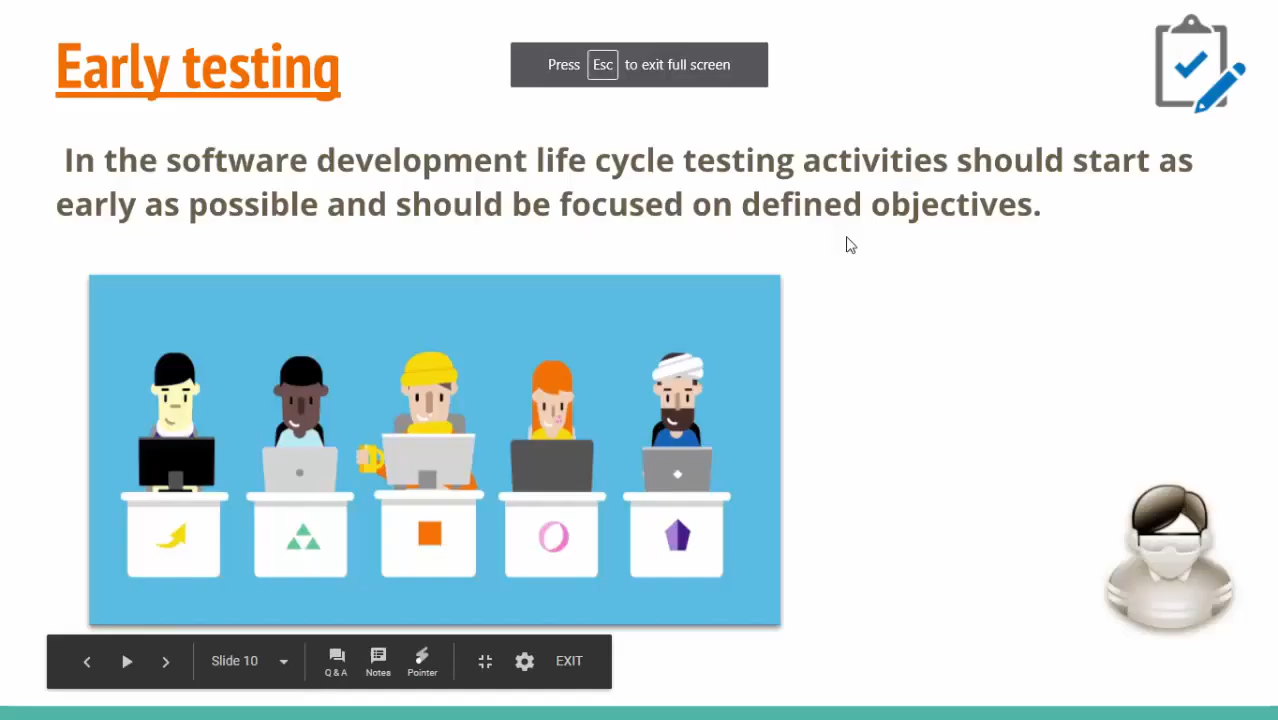 Early testing
Press Esc to exit full screen
In the software development life cycle testing activities should start as
early as possible and should be focused on defined objectives.
Slide 10
Q & A
Notes
Pointer
EXIT